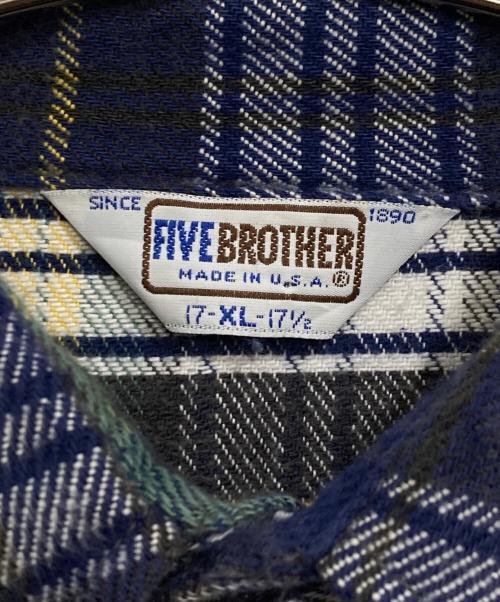 SINCE 1890
FIVE BROTHER
MADE IN U.S.A.®
17-XL-17½